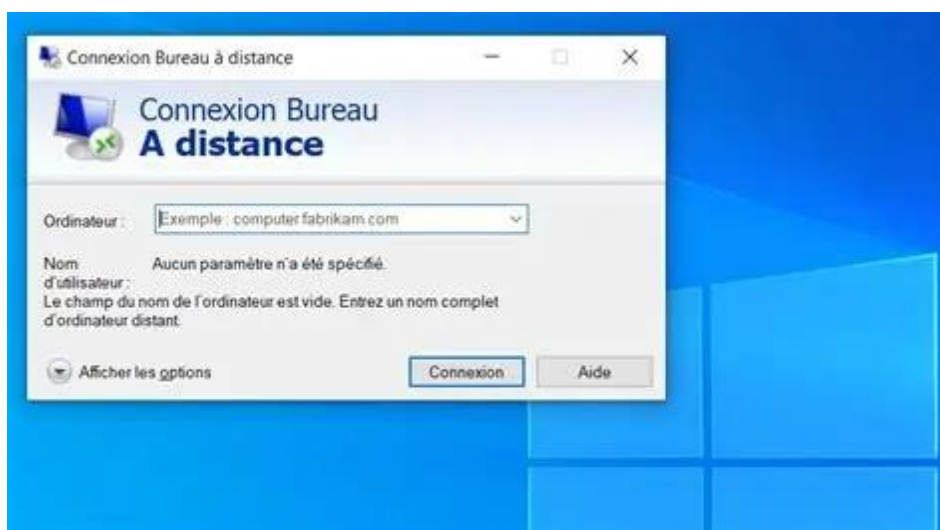 Connexion Bureau à distance
Connexion Bureau
A distance
Ordinateur :
Exemple : computer.fabrikam.com
Nom
d'utilisateur :
Aucun paramètre n'a été spécifié.
Le champ du nom de l'ordinateur est vide. Entrez un nom complet
d'ordinateur distant.
Afficher les options
Connexion
Aide